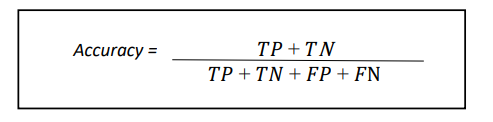 Accuracy = TP + TN
TP + TN + FP + FN